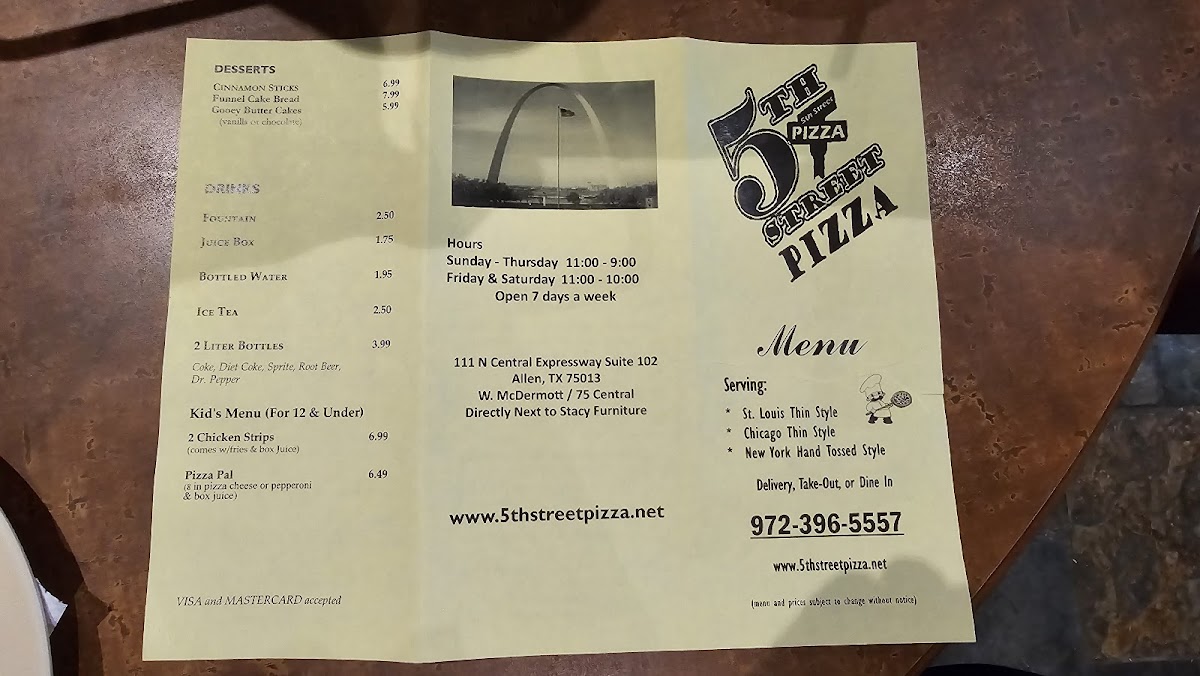 DESSERTS
CINNAMON STICKS 6.99
Funnel Cake Bread 7.99
Gooey Butter Cakes 5.99
(vanilla or chocolate)
DRINKS
FOUNTAIN 2.50
JUICE BOX 1.75
BOTTLED WATER 1.95
ICE TEA 2.50
2 LITER BOTTLES 3.99
Coke, Diet Coke, Sprite, Root Beer,
Dr. Pepper
Kid's Menu (For 12 & Under)
2 Chicken Strips 6.99
(comes w/fries & box Juice)
Pizza Pal 6.49
(8 in pizza cheese or pepperoni
& box juice)
VISA and MASTERCARD accepted
Hours
Sunday - Thursday 11:00 - 9:00
Friday & Saturday 11:00 - 10:00
Open 7 days a week
111 N Central Expressway Suite 102
Allen, TX 75013
W. McDermott / 75 Central
Directly Next to Stacy Furniture
www.5thstreetpizza.net
5TH
5th Street
PIZZA
STREET
PIZZA
Menu
Serving:
* St. Louis Thin Style
* Chicago Thin Style
* New York Hand Tossed Style
Delivery, Take-Out, or Dine In
972-396-5557
www.5thstreetpizza.net
(menu and prices subject to change without notice)